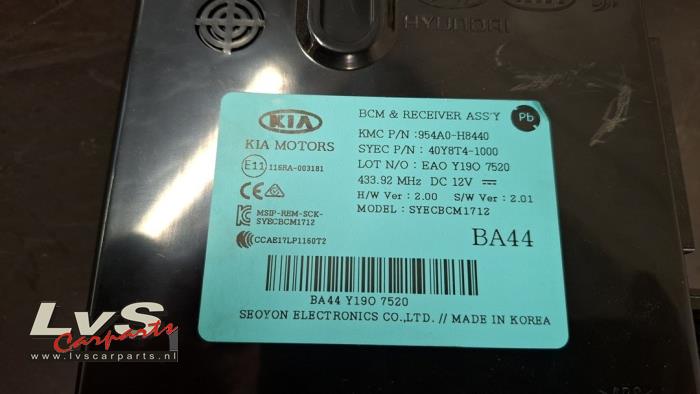 HYUNDAI
KIA
KIA MOTORS
BCM & RECEIVER ASS'Y
Pb
KMC P/N :954A0-H8440
SYEC P/N : 40Y8T4-1000
LOT N/O : EAO Y19O 7520
433.92 MHz DC 12V
H/W Ver : 2.00 S/W Ver : 2.01
MODEL : SYECBCM1712
E11 116RA-003181
CE
MSIP-REM-SCK-
SYECBCM1712
CCAE17LP1160T2
BA44
BA44 Y19O 7520
SEOYON ELECTRONICS CO.,LTD. // MADE IN KOREA
LvS
Carparts
www.lvscarparts.nl